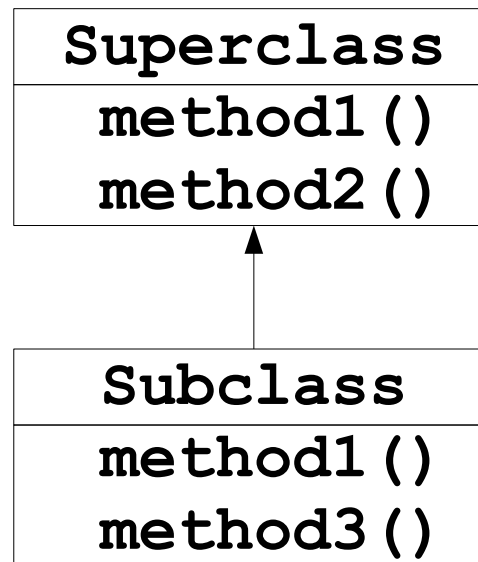 Superclass
method1()
method2()
Subclass
method1()
method3()